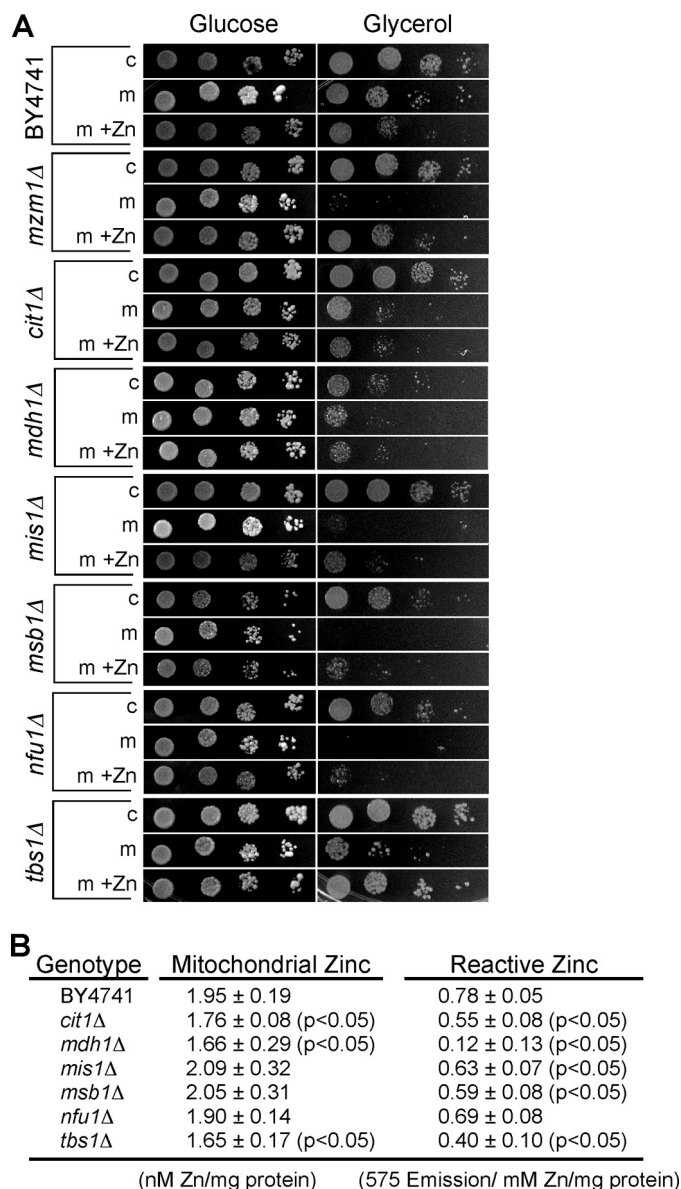 A
Glucose Glycerol
BY4741
c
m
m +Zn
mzm1Δ
c
m
m +Zn
cit1Δ
c
m
m +Zn
mdh1Δ
c
m
m +Zn
mis1Δ
c
m
m +Zn
msb1Δ
c
m
m +Zn
nfu1Δ
c
m
m +Zn
tbs1Δ
c
m
m +Zn
B
Genotype Mitochondrial Zinc Reactive Zinc
BY4741 1.95 ± 0.19 0.78 ± 0.05
cit1Δ 1.76 ± 0.08 (p<0.05) 0.55 ± 0.08 (p<0.05)
mdh1Δ 1.66 ± 0.29 (p<0.05) 0.12 ± 0.13 (p<0.05)
mis1Δ 2.09 ± 0.32 0.63 ± 0.07 (p<0.05)
msb1Δ 2.05 ± 0.31 0.59 ± 0.08 (p<0.05)
nfu1Δ 1.90 ± 0.14 0.69 ± 0.08
tbs1Δ 1.65 ± 0.17 (p<0.05) 0.40 ± 0.10 (p<0.05)
(nM Zn/mg protein) (575 Emission/ mM Zn/mg protein)